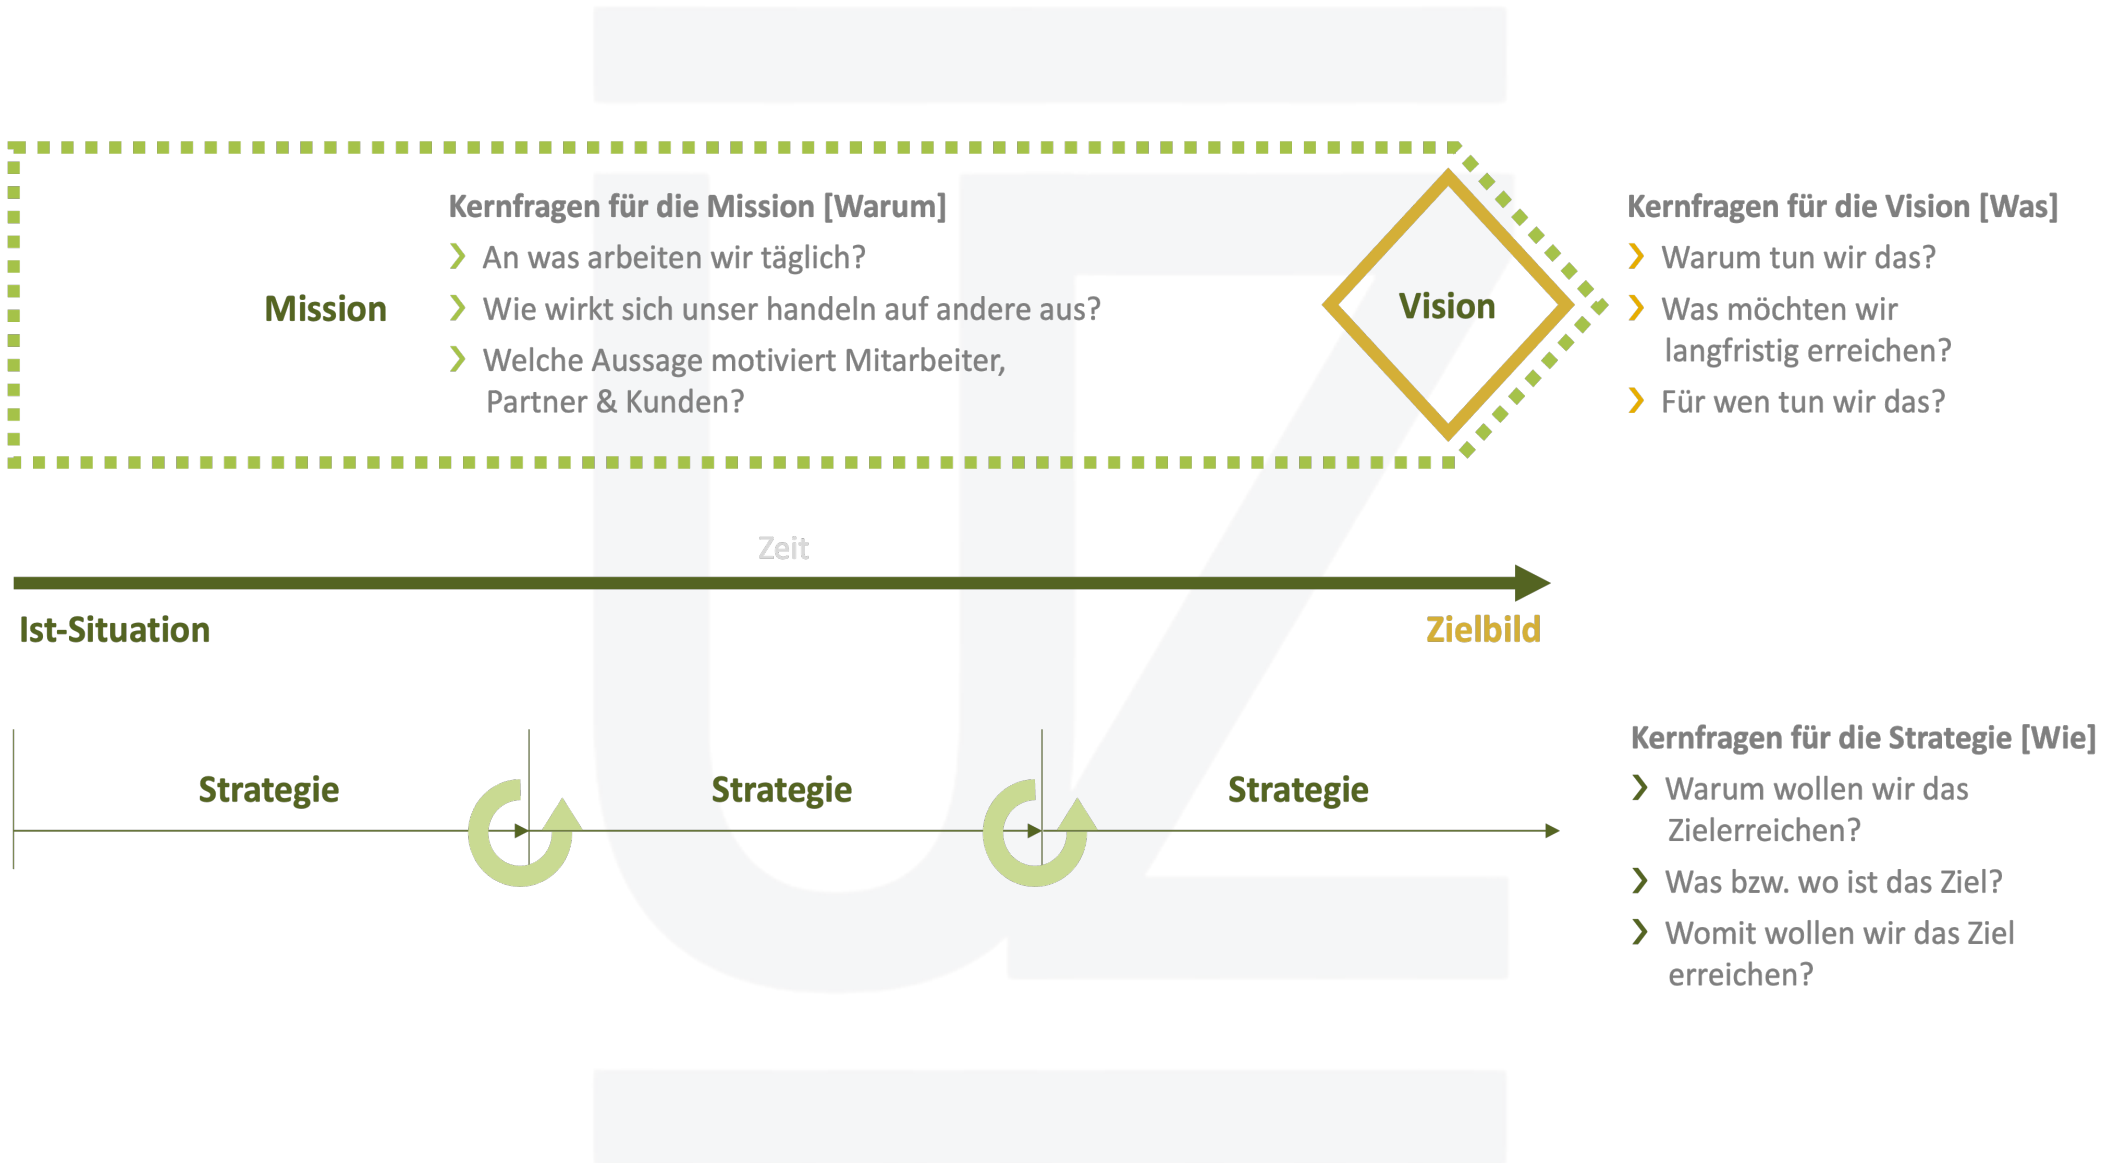 Kernfragen für die Mission [Warum]
An was arbeiten wir täglich?
Mission
Wie wirkt sich unser handeln auf andere aus?
Welche Aussage motiviert Mitarbeiter,
Partner & Kunden?
Vision
Kernfragen für die Vision [Was]
Warum tun wir das?
Was möchten wir
langfristig erreichen?
Für wen tun wir das?
Zeit
Ist-Situation
Zielbild
Strategie
Strategie
Strategie
Kernfragen für die Strategie [Wie]
Warum wollen wir das
Zielerreichen?
Was bzw. wo ist das Ziel?
Womit wollen wir das Ziel
erreichen?
UZ